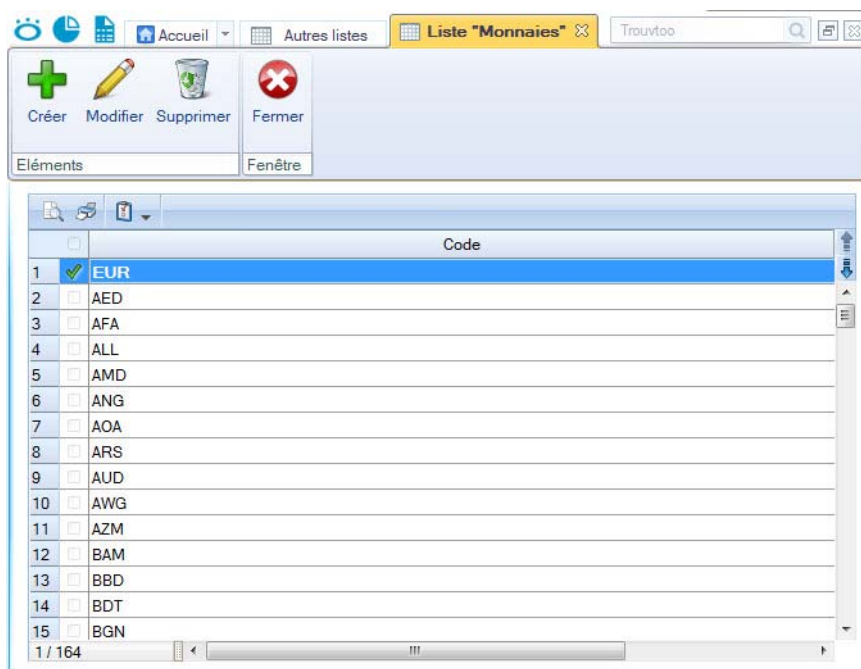 Accueil Autres listes Liste "Monnaies" Trouvtoo
Créer Modifier Supprimer Fermer
Eléments Fenêtre
Code
1 EUR
2 AED
3 AFA
4 ALL
5 AMD
6 ANG
7 AOA
8 ARS
9 AUD
10 AWG
11 AZM
12 BAM
13 BBD
14 BDT
15 BGN
1 / 164